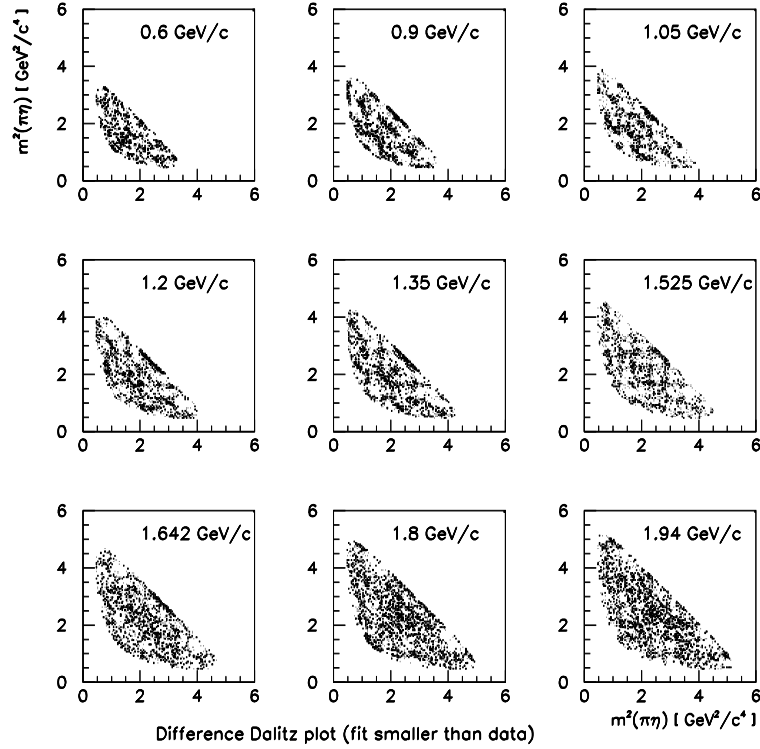 m²(πη) [ GeV²/c⁴ ]
0.6 GeV/c
0.9 GeV/c
1.05 GeV/c
6
4
2
0
0 2 4 6
6
4
2
0
0 2 4 6
6
4
2
0
0 2 4 6
1.2 GeV/c
1.35 GeV/c
1.525 GeV/c
6
4
2
0
0 2 4 6
6
4
2
0
0 2 4 6
6
4
2
0
0 2 4 6
1.642 GeV/c
1.8 GeV/c
1.94 GeV/c
6
4
2
0
0 2 4 6
6
4
2
0
0 2 4 6
6
4
2
0
0 2 4 6
m²(πη) [ GeV²/c⁴ ]
Difference Dalitz plot (fit smaller than data)